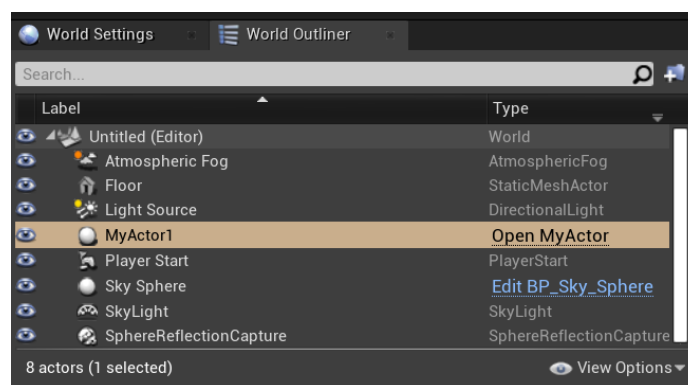 World Settings World Outliner
Search...
Label Type
Untitled (Editor) World
Atmospheric Fog AtmosphericFog
Floor StaticMeshActor
Light Source DirectionalLight
MyActor1 Open MyActor
Player Start PlayerStart
Sky Sphere Edit BP_Sky_Sphere
SkyLight SkyLight
SphereReflectionCapture SphereReflectionCapture
8 actors (1 selected) View Options